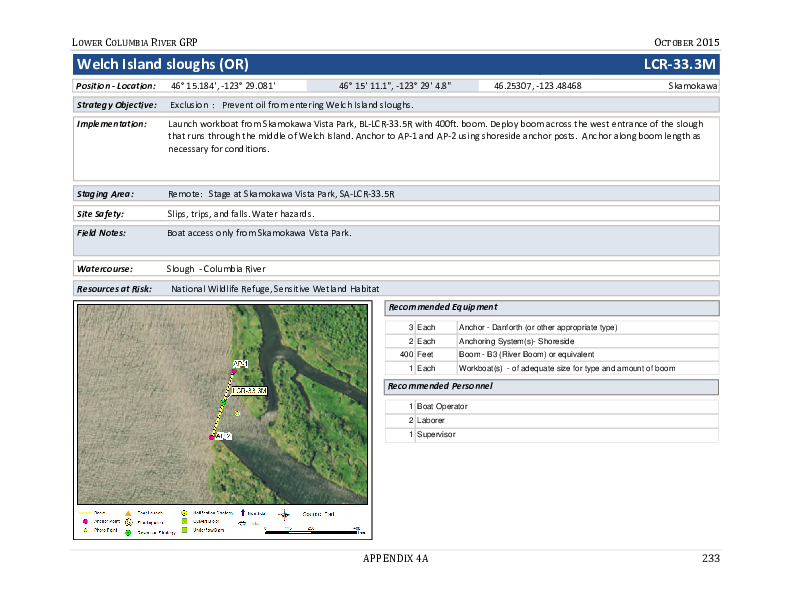 LOWER COLUMBIA RIVER GRP OCTOBER 2015
Welch Island sloughs (OR) LCR-33.3M
Position - Location: 46° 15.184', -123° 29.081' 46° 15' 11.1", -123° 29' 4.8" 46.25307, -123.48468 Skamokawa
Strategy Objective: Exclusion : Prevent oil from entering Welch Island sloughs.
Implementation: Launch workboat from Skamokawa Vista Park, BL-LCR-33.5R with 400ft. boom. Deploy boom across the west entrance of the slough
that runs through the middle of Welch Island. Anchor to AP-1 and AP-2 using shoreside anchor posts. Anchor along boom length as
necessary for conditions.
Staging Area: Remote: Stage at Skamokawa Vista Park, SA-LCR-33.5R
Site Safety: Slips, trips, and falls. Water hazards.
Field Notes: Boat access only from Skamokawa Vista Park.
Watercourse: Slough - Columbia River
Resources at Risk: National Wildlife Refuge, Sensitive Wetland Habitat
Recommended Equipment
3 Each Anchor - Danforth (or other appropriate type)
2 Each Anchoring System(s)- Shoreside
400 Feet Boom - B3 (River Boom) or equivalent
1 Each Workboat(s) - of adequate size for type and amount of boom
Recommended Personnel
1 Boat Operator
2 Laborer
1 Supervisor
AP-1
LCR-33.3M
AP-2
Anchor Point
Photo Point
APPENDIX 4A 233